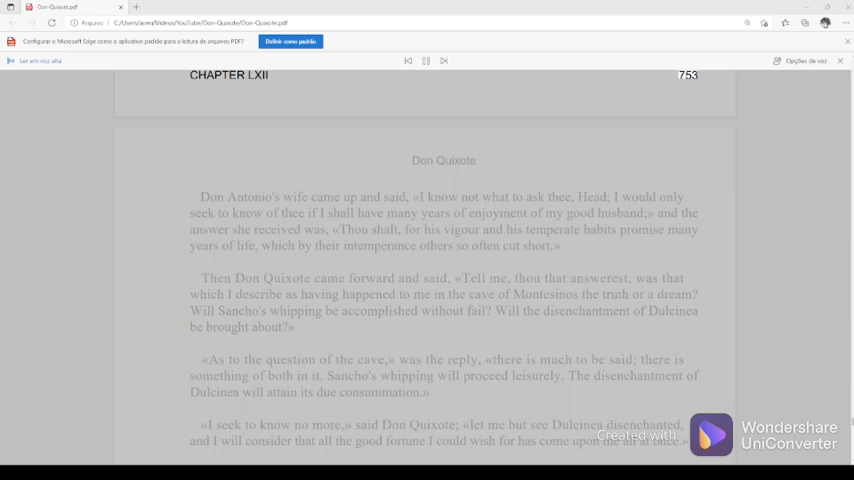 Don-Quixote.pdf
Arquivo
C:/Users/acms/Videos/YouTube/Don-Quixote/Don-Quixote.pdf
Configurar o Microsoft Edge como o aplicativo padrão para a leitura de arquivos PDF?
Definir como padrão
Ler em voz alta
Opções de voz
CHAPTER LXII
753
Don Quixote
Don Antonio's wife came up and said, «I know not what to ask thee, Head; I would only
seek to know of thee if I shall have many years of enjoyment of my good husband;» and the
answer she received was, «Thou shalt, for his vigour and his temperate habits promise many
years of life, which by their intemperance others so often cut short.»
Then Don Quixote came forward and said, «Tell me, thou that answerest, was that
which I describe as having happened to me in the cave of Montesinos the truth or a dream?
Will Sancho's whipping be accomplished without fail? Will the disenchantment of Dulcinea
be brought about?»
«As to the question of the cave,» was the reply, «there is much to be said; there is
something of both in it. Sancho's whipping will proceed leisurely. The disenchantment of
Dulcinea will attain its due consummation.»
«I seek to know no more,» said Don Quixote; «let me but see Dulcinea disenchanted,
and I will consider that all the good fortune I could wish for has come upon me all at once.»
Created with
Wondershare
UniConverter